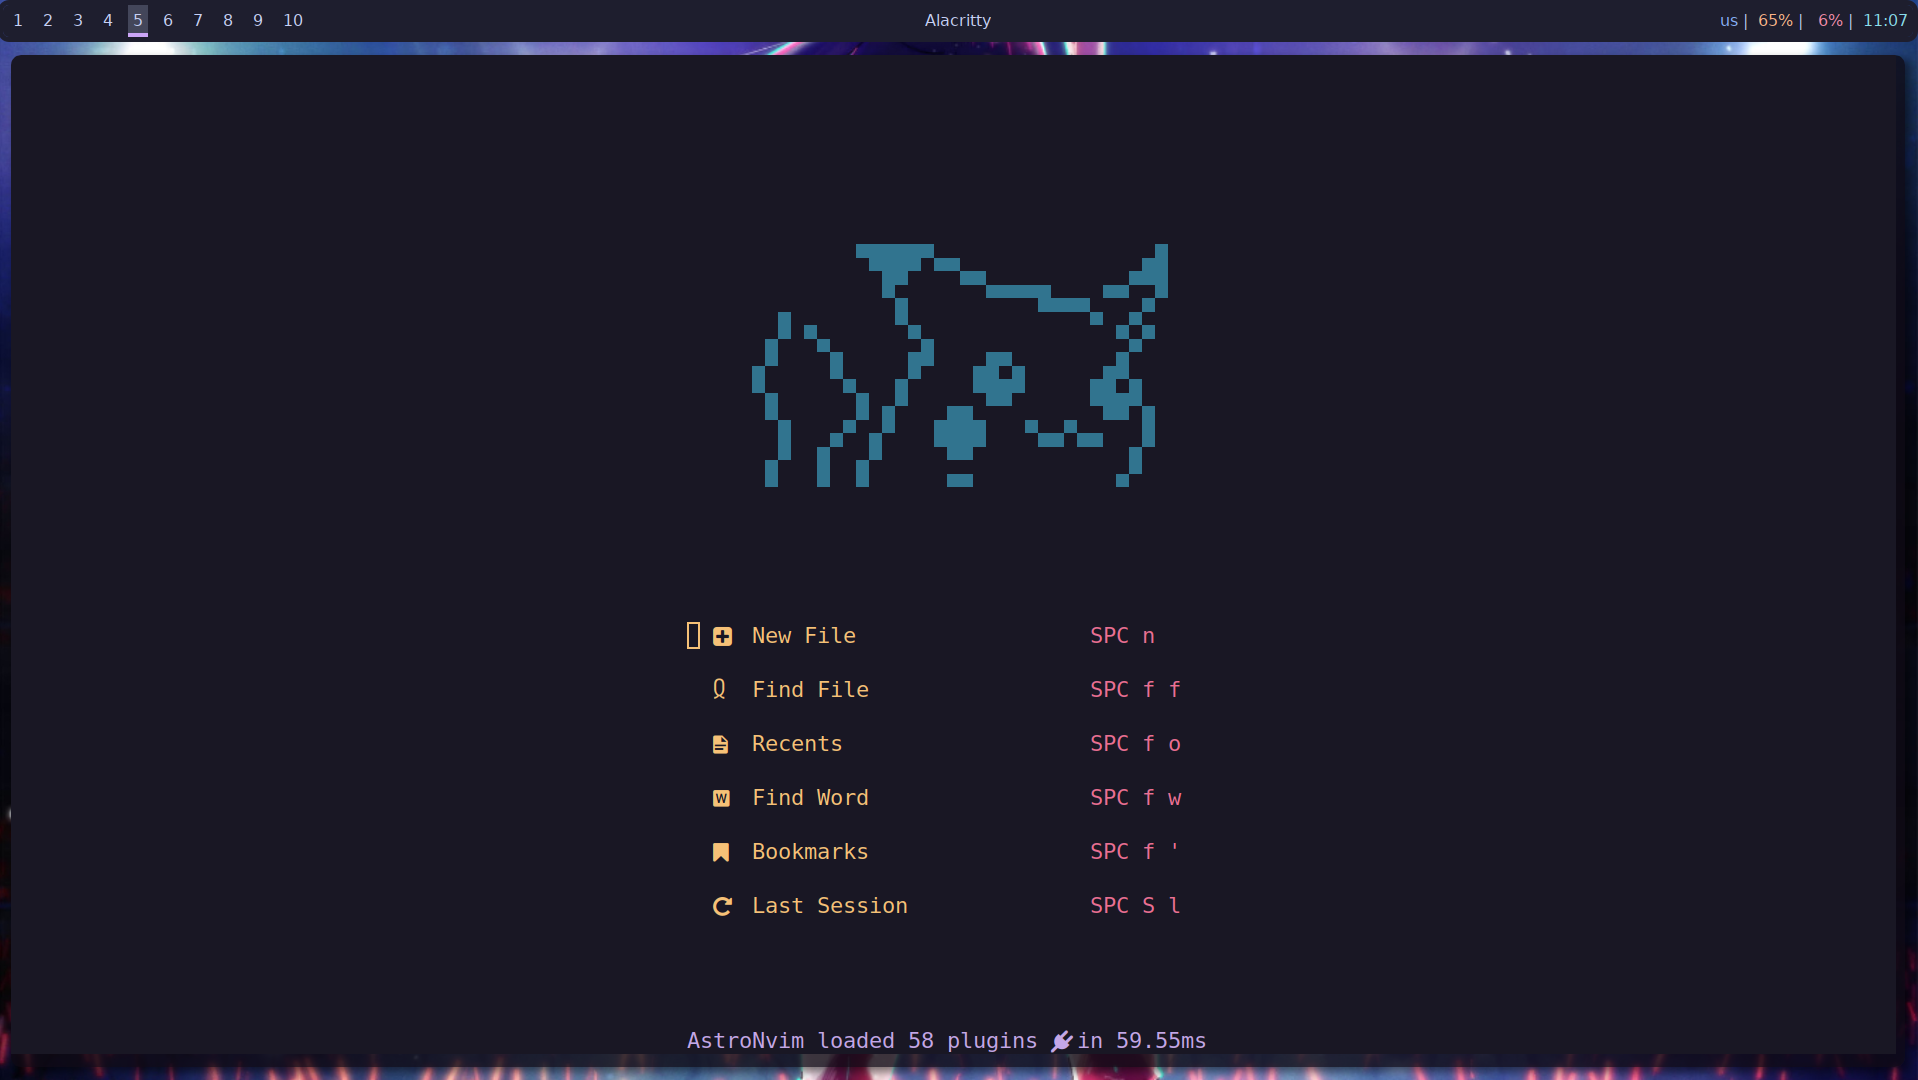 1 2 3 4 5 6 7 8 9 10 Alacritty us | 65% | 6% | 11:07
New File SPC n
Find File SPC f f
Recents SPC f o
Find Word SPC f w
Bookmarks SPC f '
Last Session SPC S l
AstroNvim loaded 58 plugins in 59.55ms